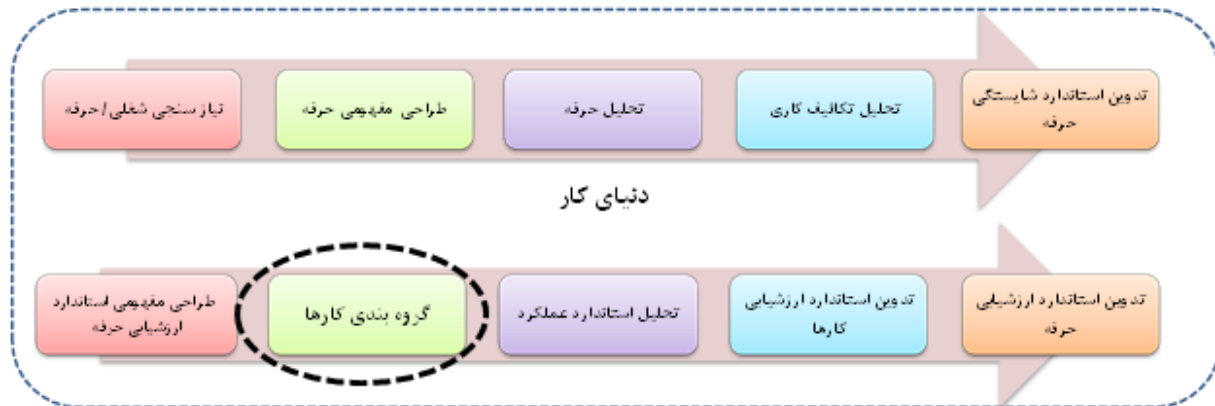 نیاز سنجی شغلی/حرفه
طراحی مفهومی حرفه
تحلیل حرفه
تحلیل تکالیف کاری
تدوین استاندارد شایستگی
حرفه
دنیای کار
طراحی مفهومی استاندارد
ارزشیابی حرفه
گروه بندی کارها
تحلیل استاندارد عملکرد
تدوین استاندارد ارزشیابی
کارها
تدوین استاندارد ارزشیابی
حرفه